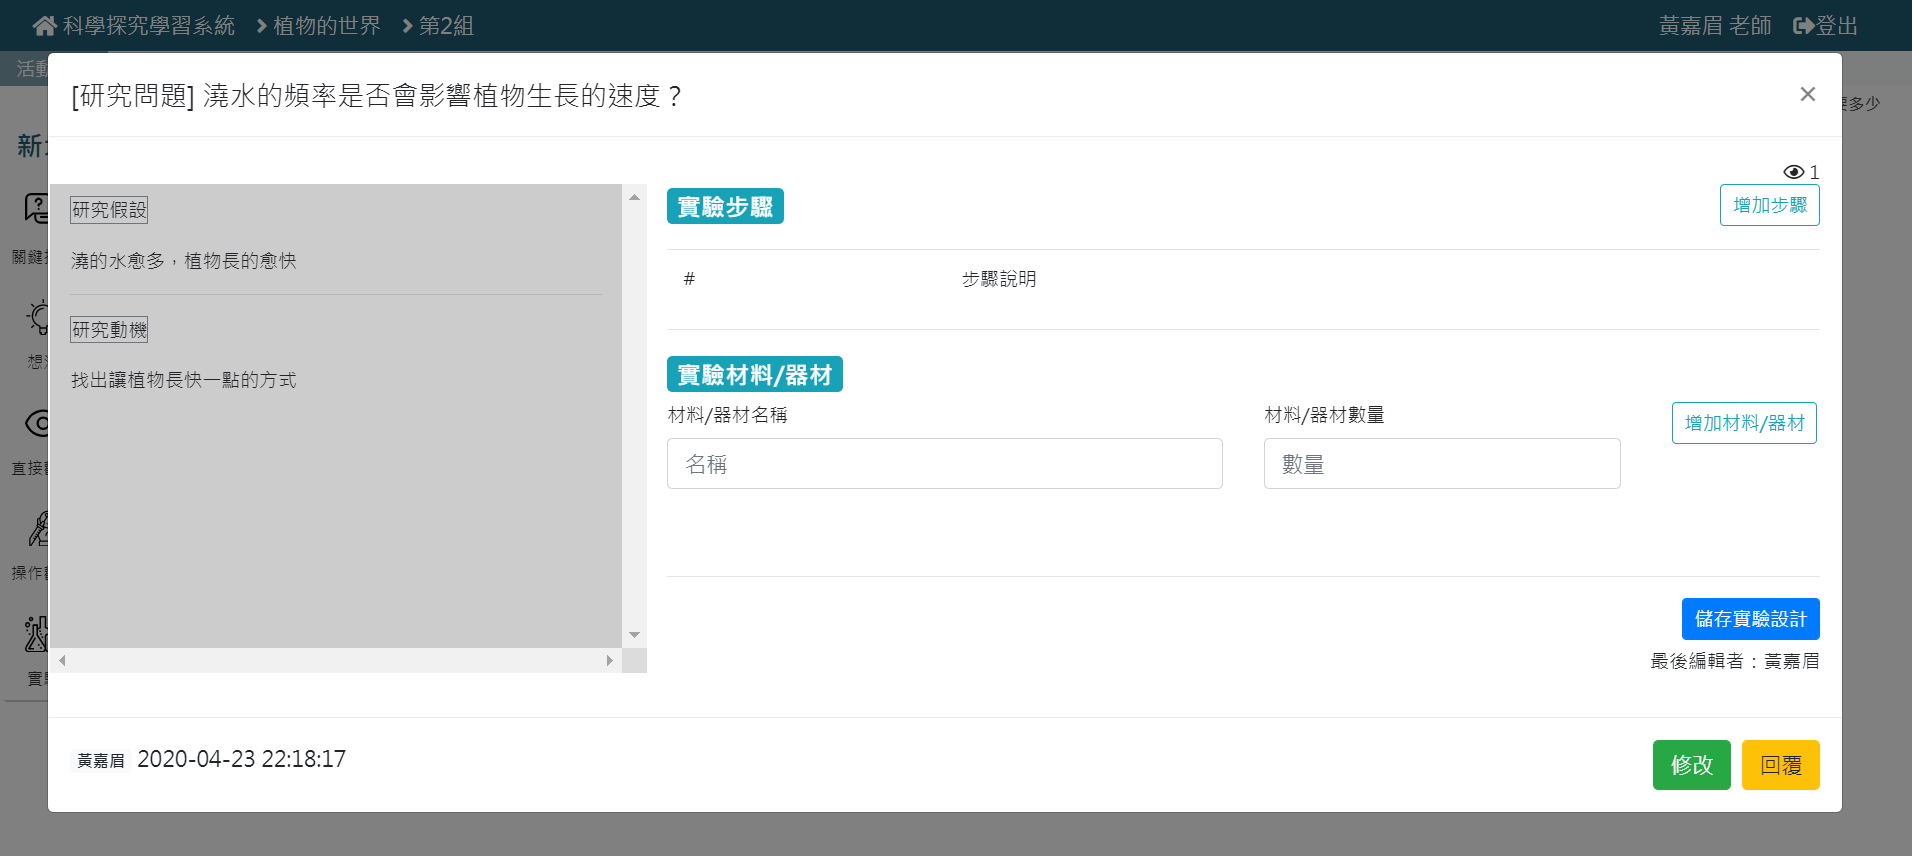 科學探究學習系統 植物的世界 第2組 黃嘉眉 老師 登出
活動
[研究問題] 澆水的頻率是否會影響植物生長的速度？ ×
要多少
新
1
研究假設
實驗步驟
增加步驟
關鍵
澆的水愈多，植物長的愈快
# 步驟說明
研究動機
想
找出讓植物長快一點的方式
實驗材料/器材
材料/器材名稱 材料/器材數量 增加材料/器材
名稱 數量
直接
操作
儲存實驗設計
最後編輯者：黃嘉眉
實
黃嘉眉 2020-04-23 22:18:17
修改 回覆